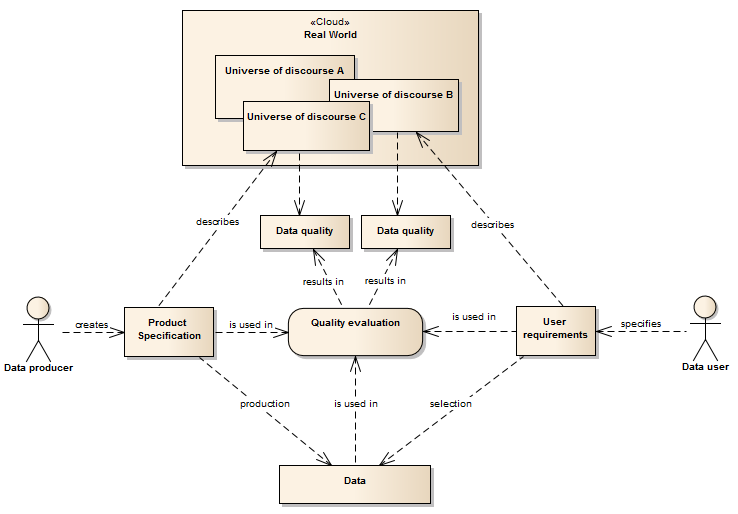 «Cloud»
Real World
Universe of discourse A
Universe of discourse B
Universe of discourse C
describes
describes
Data quality
Data quality
results in
results in
creates
Product
Specification
is used in
Quality evaluation
is used in
User
requirements
specifies
Data producer
Data user
production
is used in
selection
Data